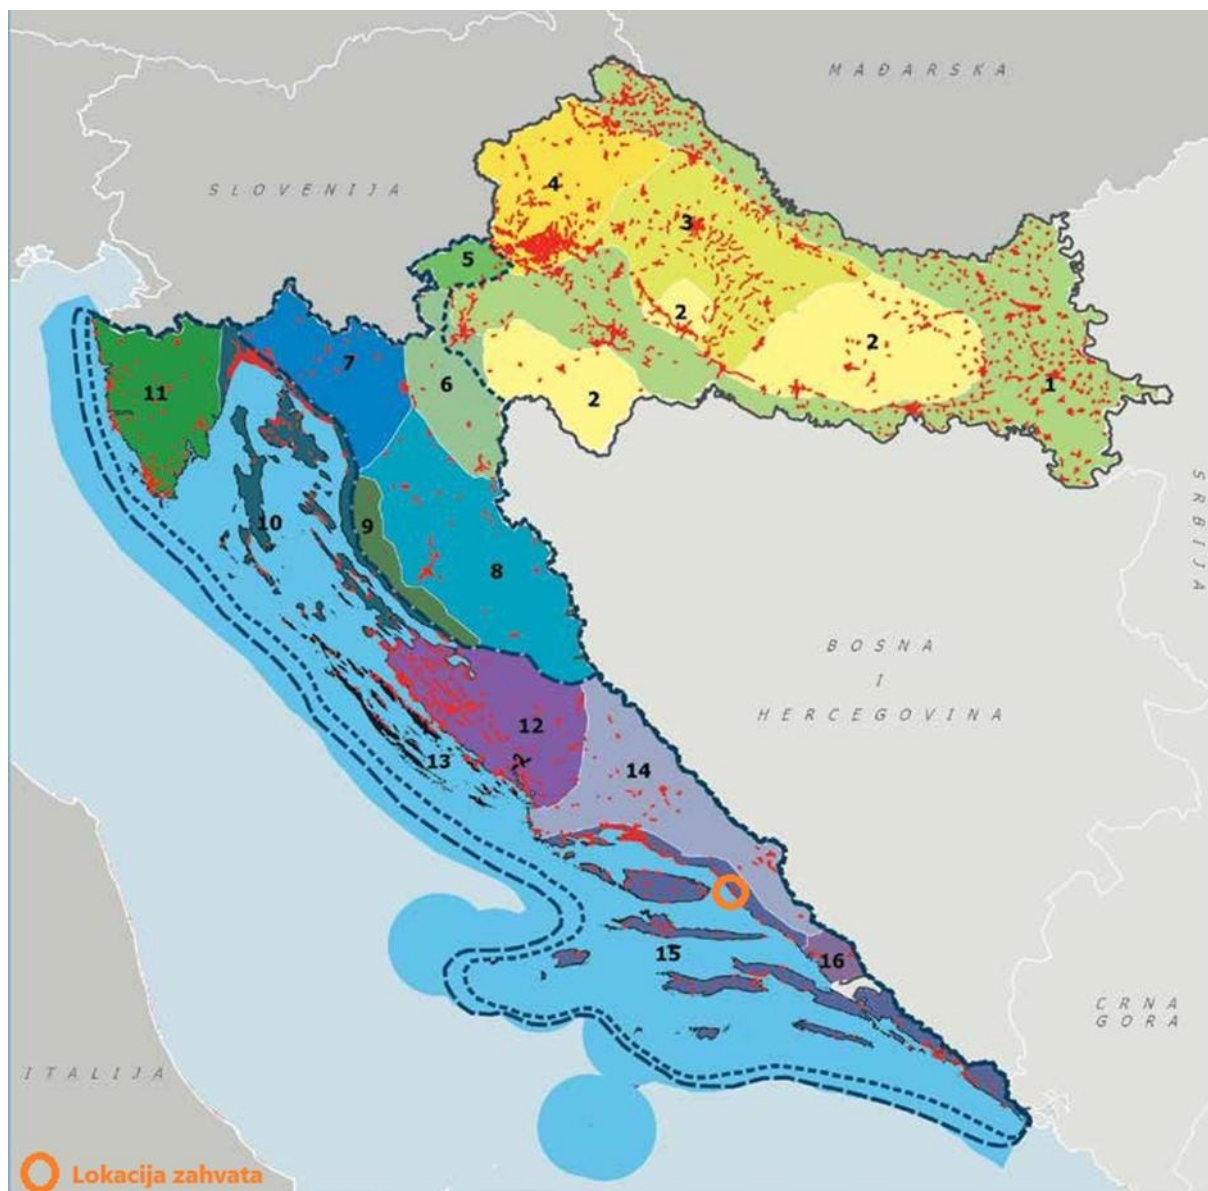 MAĐARSKA
SLOVENIJA
4
3
5
2
2
7
1
11
6
2
SRBIJA
10
9
8
BOSNA
I
HERCEGOVINA
12
13
14
15
16
CRNA
GORA
ITALIJA
Lokacija zahvata